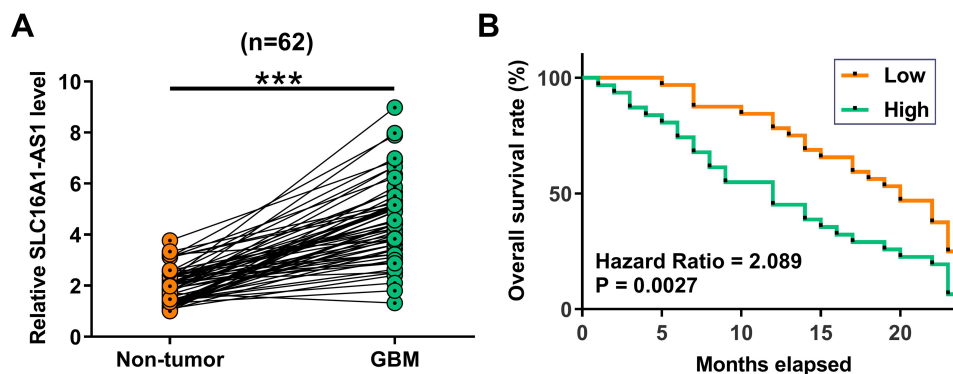 A
(n=62)
***
Relative SLC16A1-AS1 level
10
8
6
4
2
0
Non-tumor
GBM
B
Overall survival rate (%)
100
50
0
Low
High
Hazard Ratio = 2.089
P = 0.0027
0
5
10
15
20
Months elapsed